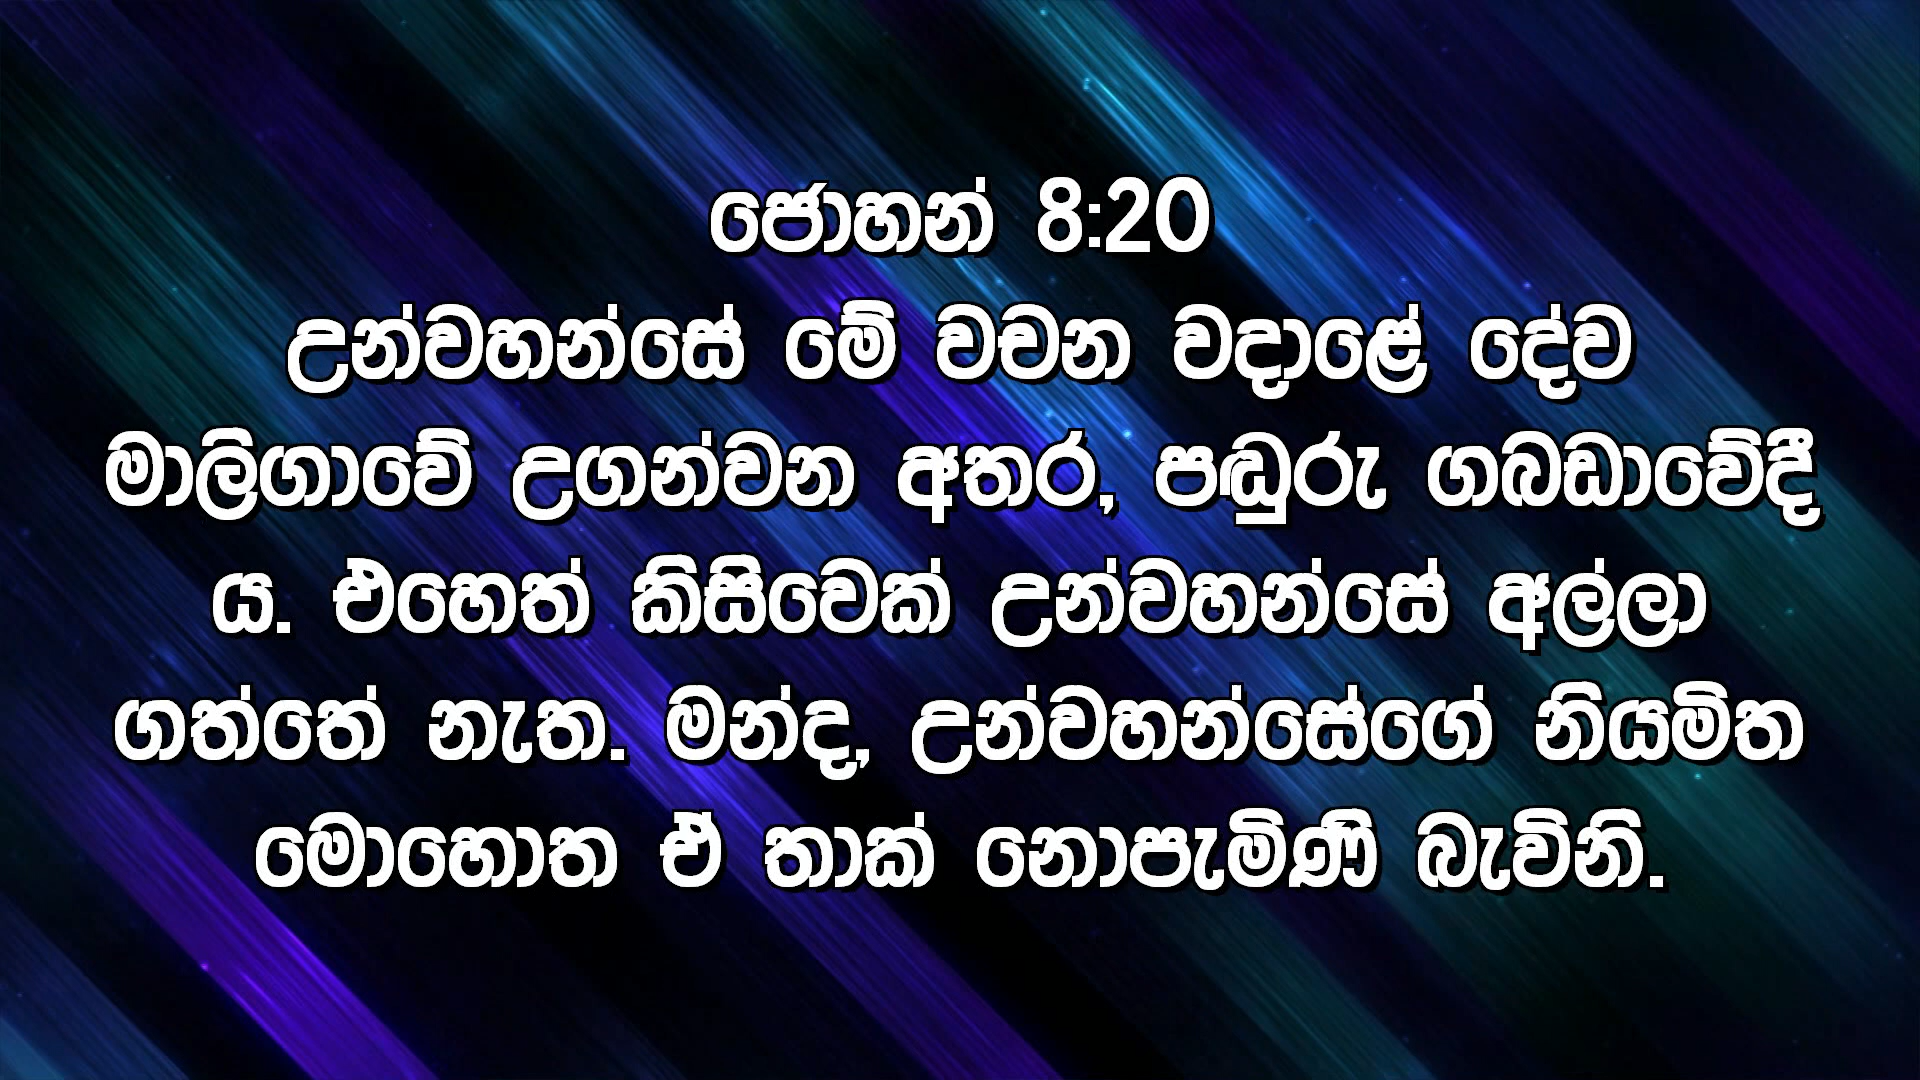 ජොහන් 8:20
උන්වහන්සේ මේ වචන වදාළේ දේව
මාලිගාවේ උගන්වන අතර, පඬුරු ගබඩාවේදී
ය. එහෙත් කිසිවෙක් උන්වහන්සේ අල්ලා
ගත්තේ නැත. මන්ද, උන්වහන්සේගේ නියමිත
මොහොත ඒ තාක් නොපැමිණි බැවිනි.